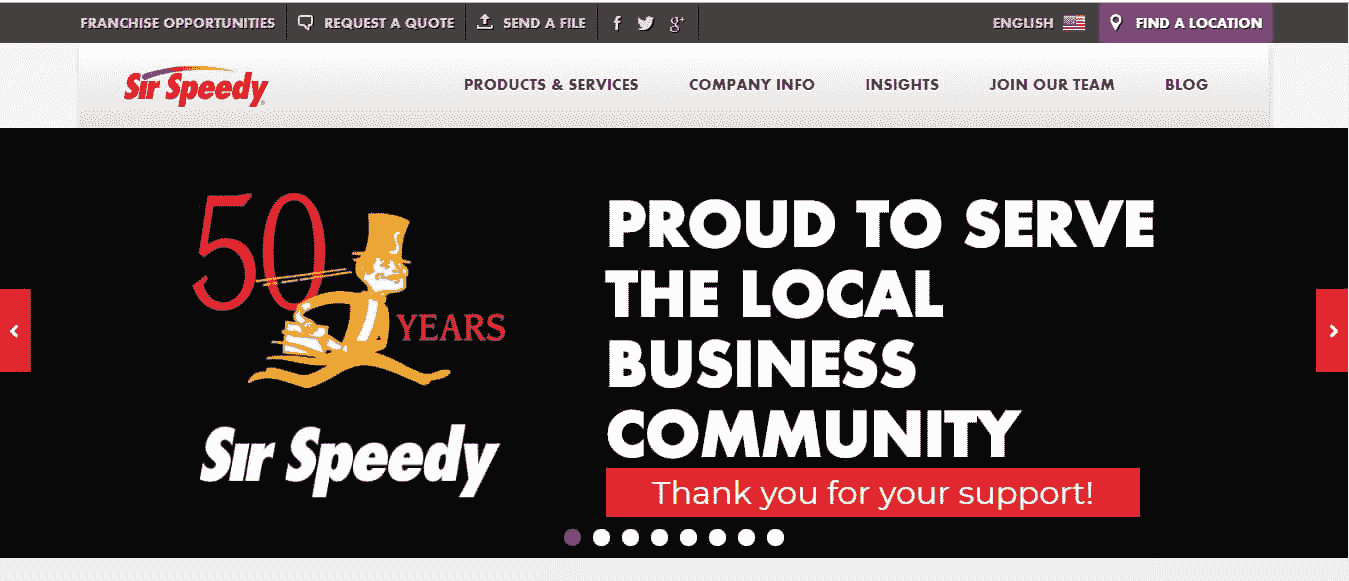 FRANCHISE OPPORTUNITIES REQUEST A QUOTE SEND A FILE f g+ ENGLISH FIND A LOCATION
Sir Speedy PRODUCTS & SERVICES COMPANY INFO INSIGHTS JOIN OUR TEAM BLOG
50
YEARS
Sir Speedy
PROUD TO SERVE
THE LOCAL
BUSINESS
COMMUNITY
Thank you for your support!